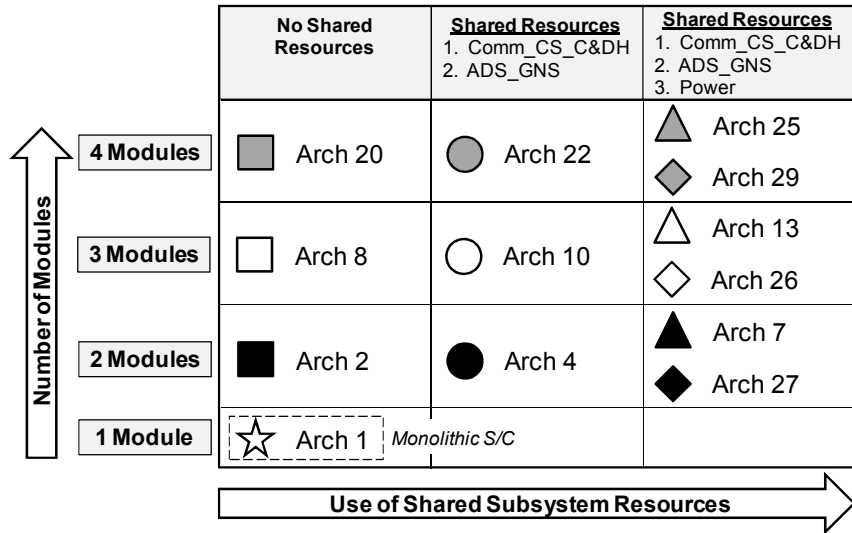 No Shared
Resources
Shared Resources
1. Comm_CS_C&DH
2. ADS_GNS
Shared Resources
1. Comm_CS_C&DH
2. ADS_GNS
3. Power
Number of Modules
4 Modules
Arch 20
Arch 22
Arch 25
Arch 29
3 Modules
Arch 8
Arch 10
Arch 13
Arch 26
2 Modules
Arch 2
Arch 4
Arch 7
Arch 27
1 Module
Arch 1
Monolithic S/C
Use of Shared Subsystem Resources